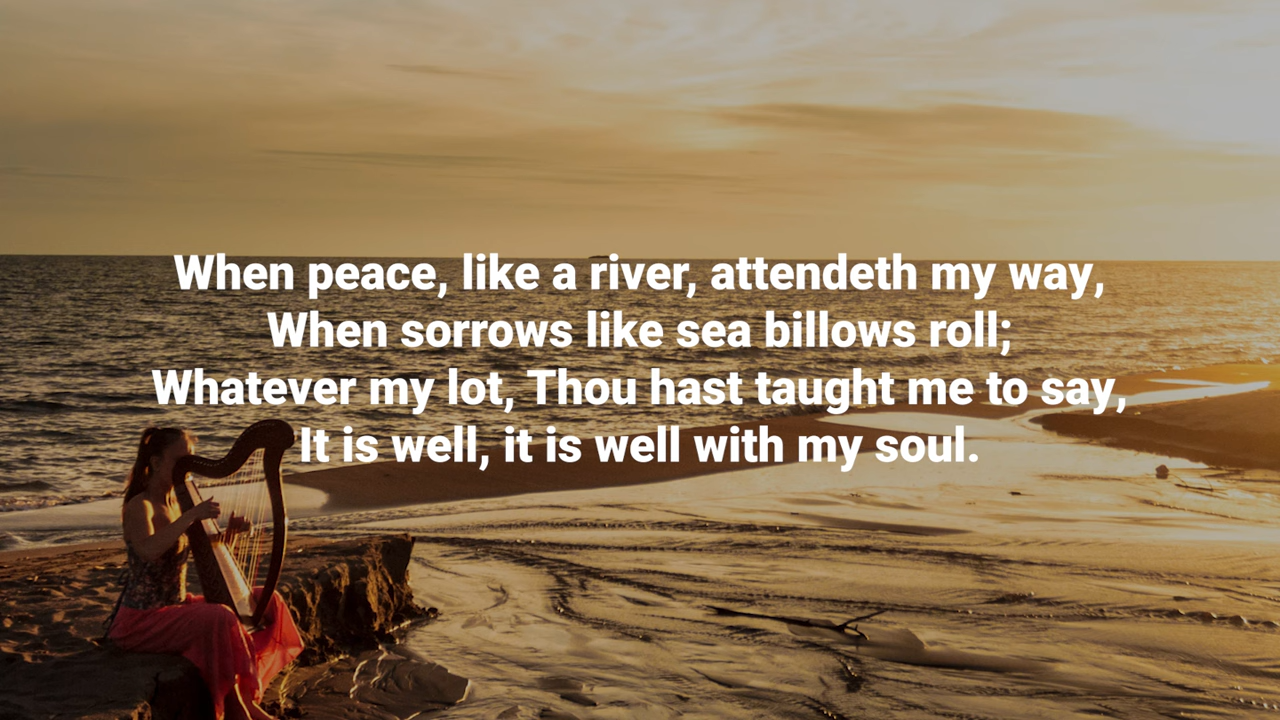 When peace, like a river, attendeth my way,
When sorrows like sea billows roll;
Whatever my lot, Thou hast taught me to say,
It is well, it is well with my soul.